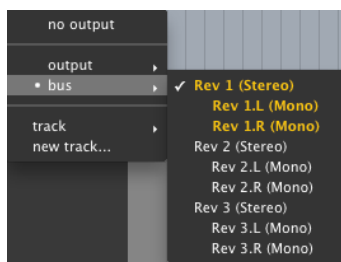 no output
output
• bus
track
new track...
✓ Rev 1 (Stereo)
Rev 1.L (Mono)
Rev 1.R (Mono)
Rev 2 (Stereo)
Rev 2.L (Mono)
Rev 2.R (Mono)
Rev 3 (Stereo)
Rev 3.L (Mono)
Rev 3.R (Mono)